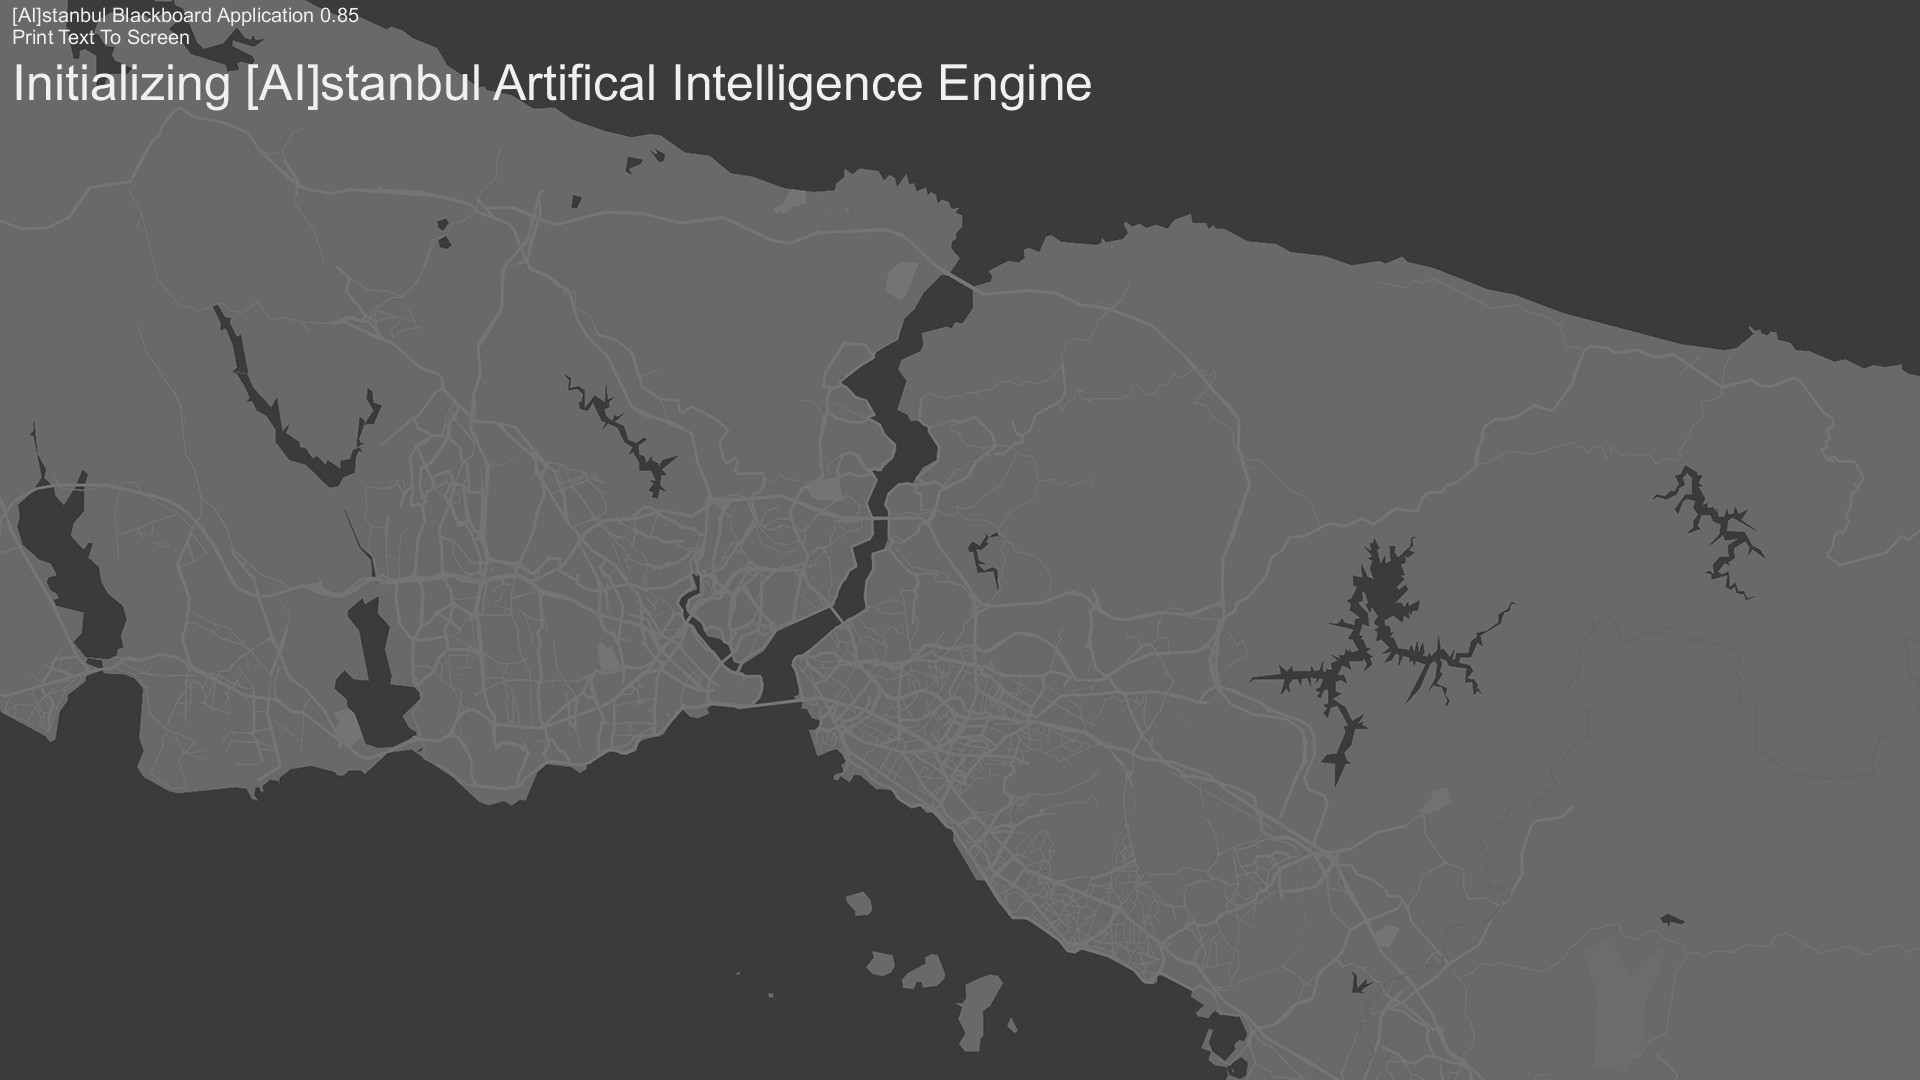 [AI]stanbul Blackboard Application 0.85
Print Text To Screen
Initializing [AI]stanbul Artifical Intelligence Engine